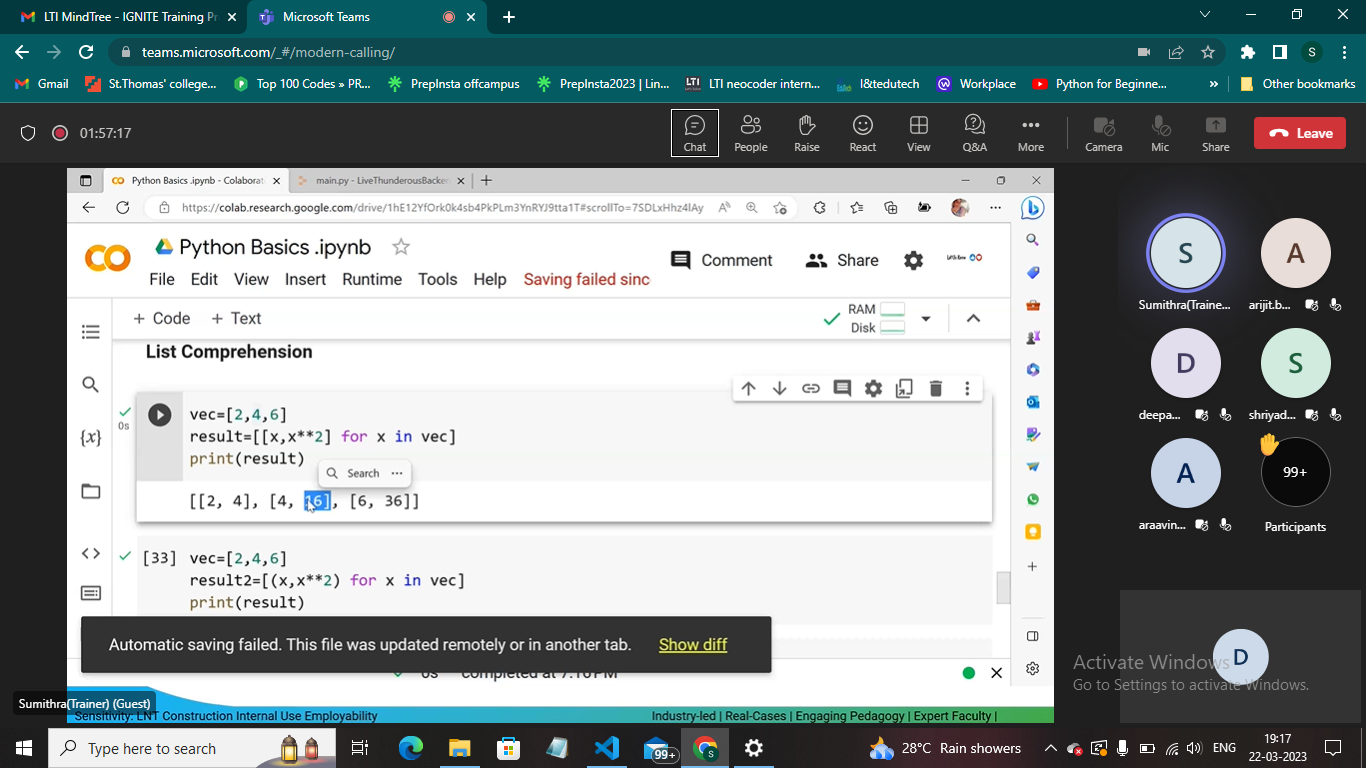 LTI MindTree - IGNITE Training Pr
Microsoft Teams
teams.microsoft.com/_#/modern-calling/
S
Gmail
St.Thomas' college...
Top 100 Codes » PR...
PrepInsta offcampus
PrepInsta2023 | Lin...
LTI neocoder intern...
l&tedutech
Workplace
Python for Beginne...
»
Other bookmarks
01:57:17
Chat
People
Raise
React
View
Q&A
More
Camera
Mic
Share
Leave
Python Basics .ipynb - Colaborat
main.py - LiveThunderousBacke
https://colab.research.google.com/drive/1hE12YfOrk0k4sb4PkPLm3YnRYJ9tta1T#scrollTo=7SDLxHhz4lAy
Python Basics .ipynb
Comment
Share
File Edit View Insert Runtime Tools Help Saving failed sinc
+ Code + Text
RAM
Disk
List Comprehension
0s
vec=[2,4,6]
result=[[x,x**2] for x in vec]
print(result)
Search
[[2, 4], [4, 16], [6, 36]]
{x}
[33] vec=[2,4,6]
result2=[(x,x**2) for x in vec]
print(result)
Automatic saving failed. This file was updated remotely or in another tab. Show diff
0s completed at 7:16 PM
Sumithra(Trainer) (Guest)
Sensitivity: LNT Construction Internal Use Employability
Industry-led | Real-Cases | Engaging Pedagogy | Expert Faculty |
S
Sumithra(Traine...
A
arijit.b...
D
deepa...
S
shriyad...
A
araavin...
99+
Participants
D
Activate Windows
Go to Settings to activate Windows.
Type here to search
99+
S
28°C Rain showers
ENG
19:17
22-03-2023